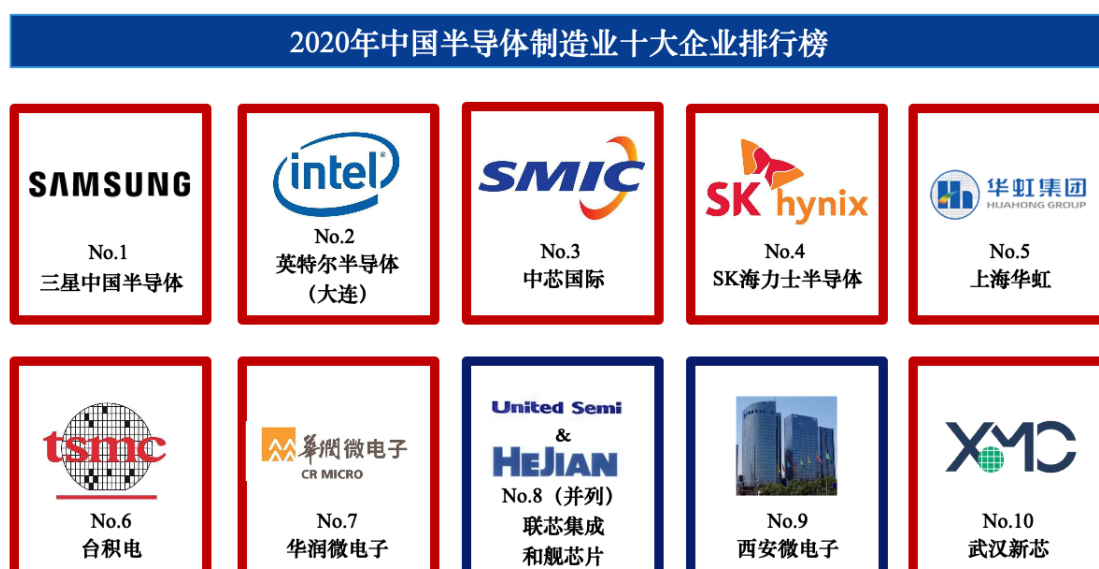 2020年中国半导体制造业十大企业排行榜
SAMSUNG
No.1
三星中国半导体
intel
No.2
英特尔半导体
（大连）
SMIC
No.3
中芯国际
SK hynix
No.4
SK海力士半导体
华虹集团
HUAHONG GROUP
No.5
上海华虹
tsmc
No.6
台积电
華潤微电子
CR MICRO
No.7
华润微电子
United Semi
&
HEJIAN
No.8（并列）
联芯集成
和舰芯片
No.9
西安微电子
XMC
No.10
武汉新芯